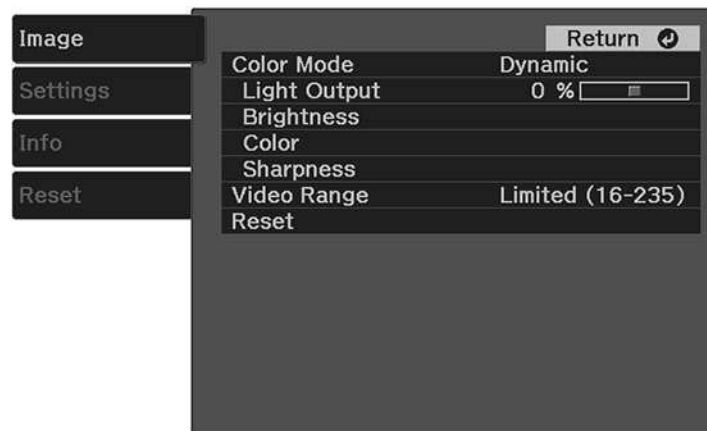 Image
Settings
Info
Reset
Return
Color Mode Dynamic
Light Output 0 %
Brightness
Color
Sharpness
Video Range Limited (16-235)
Reset